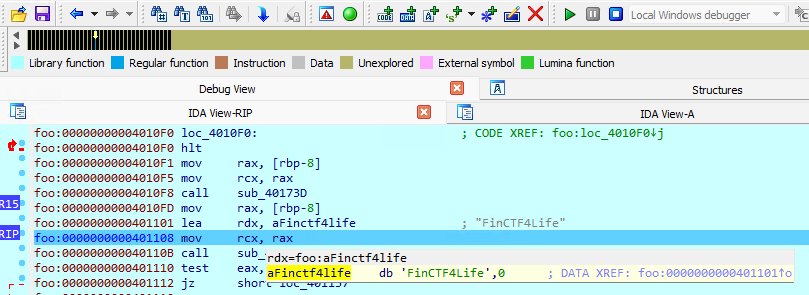 Local Windows debugger
Library function Regular function Instruction Data Unexplored External symbol Lumina function
Debug View Structures
IDA View-RIP IDA View-A
foo:00000000004010F0 loc_4010F0: ; CODE XREF: foo:loc_4010F0↓j
foo:00000000004010F0 hlt
foo:00000000004010F1 mov rax, [rbp-8]
foo:00000000004010F5 mov rcx, rax
foo:00000000004010F8 call sub_40173D
R15 foo:00000000004010FD mov rax, [rbp-8]
foo:0000000000401101 lea rdx, aFinctf4life ; "FinCTF4Life"
RIP foo:0000000000401108 mov rcx, rax
foo:000000000040110B call sub_
rdx=foo:aFinctf4life
foo:0000000000401110 test eax, aFinctf4life db 'FinCTF4Life',0 ; DATA XREF: foo:0000000000401101↑o
foo:0000000000401112 jz short loc_401157